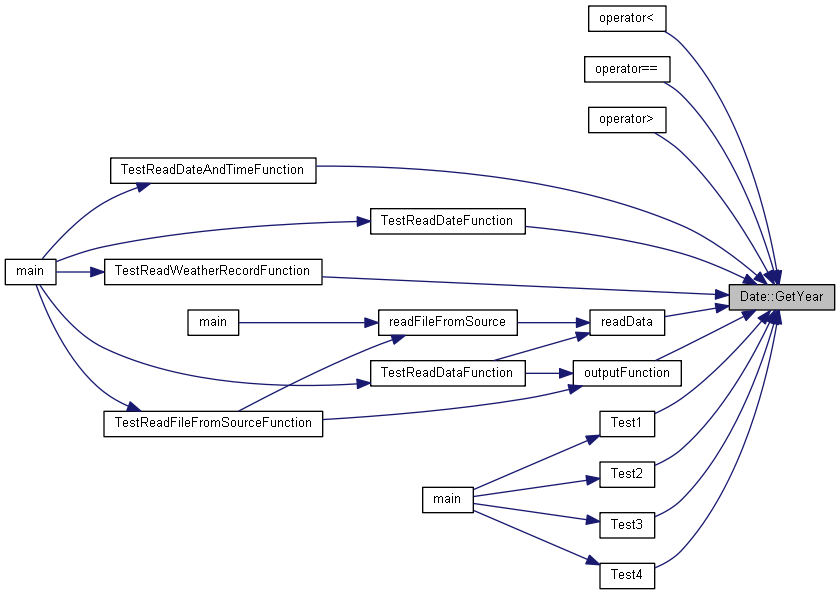 operator<
operator==
operator>
TestReadDateAndTimeFunction
TestReadDateFunction
main
TestReadWeatherRecordFunction
Date::GetYear
main
readFileFromSource
readData
TestReadDataFunction
outputFunction
TestReadFileFromSourceFunction
Test1
Test2
main
Test3
Test4